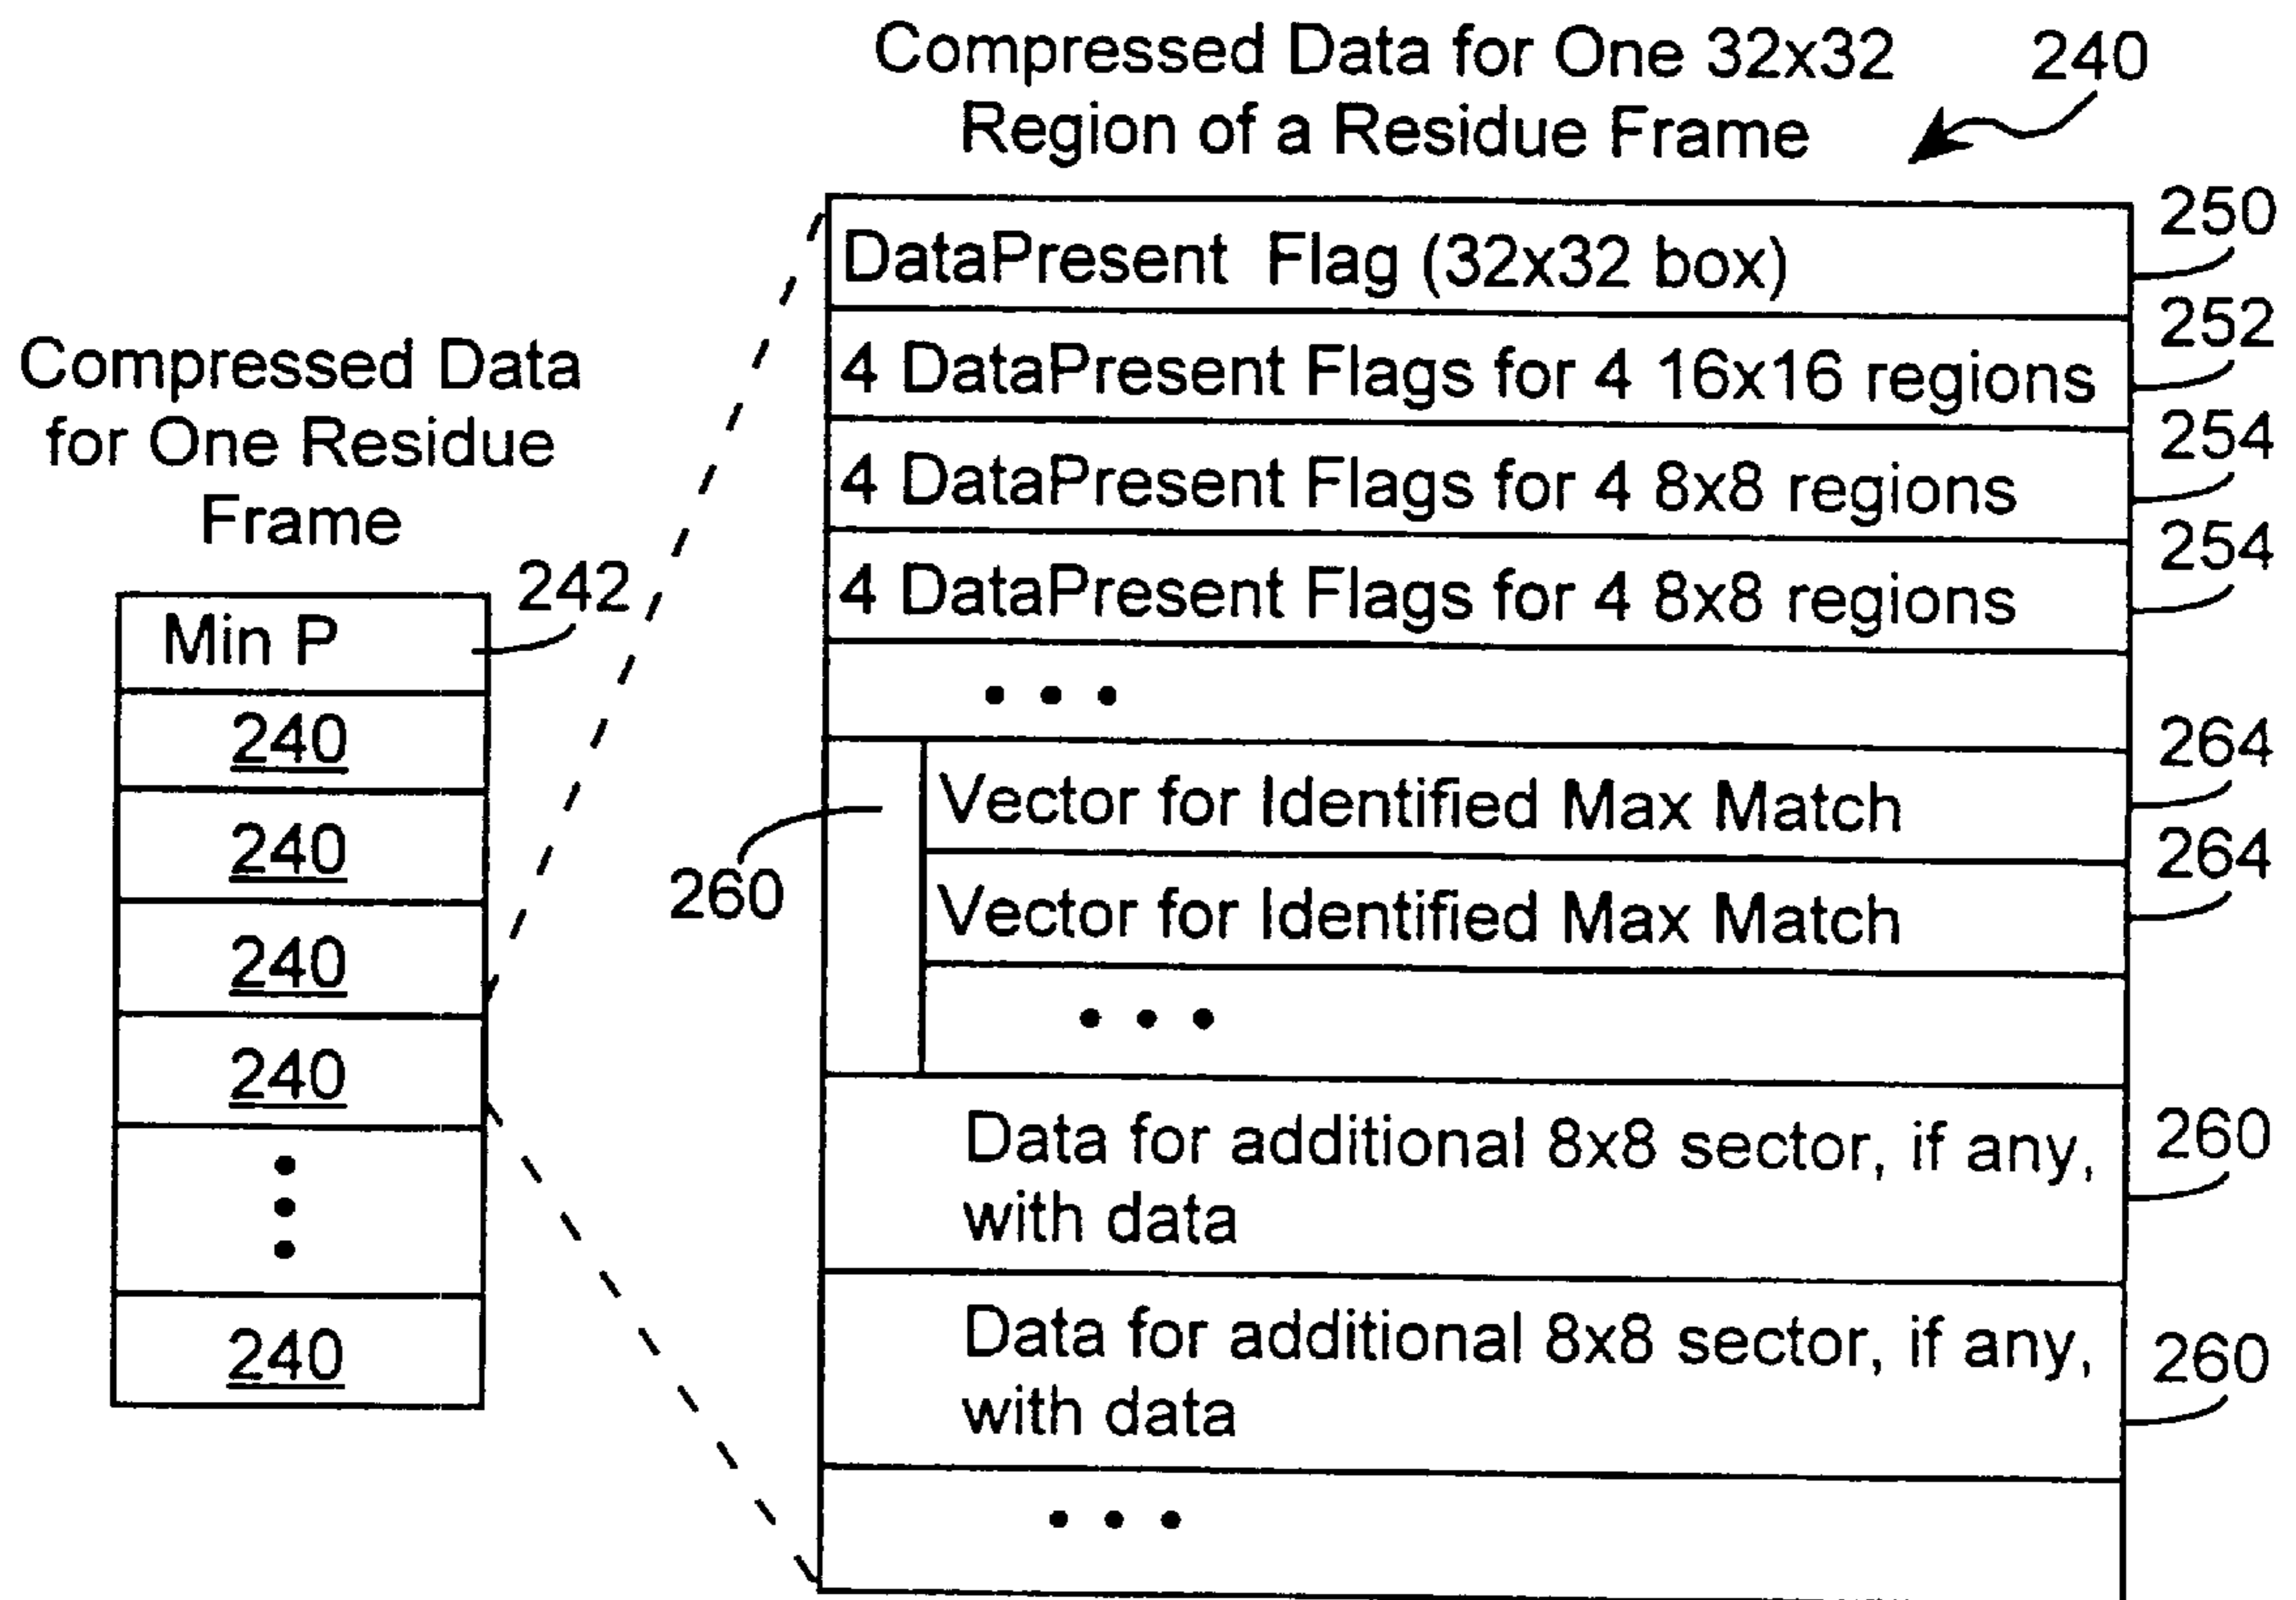 Compressed Data for One 32x32
Region of a Residue Frame
240
Compressed Data
for One Residue
Frame
Min P
242
240
240
240
240
240
DataPresent Flag (32x32 box)
250
4 DataPresent Flags for 4 16x16 regions
252
4 DataPresent Flags for 4 8x8 regions
254
4 DataPresent Flags for 4 8x8 regions
254
• • •
260
Vector for Identified Max Match
264
Vector for Identified Max Match
264
• • •
Data for additional 8x8 sector, if any,
with data
260
Data for additional 8x8 sector, if any,
with data
260
• • •